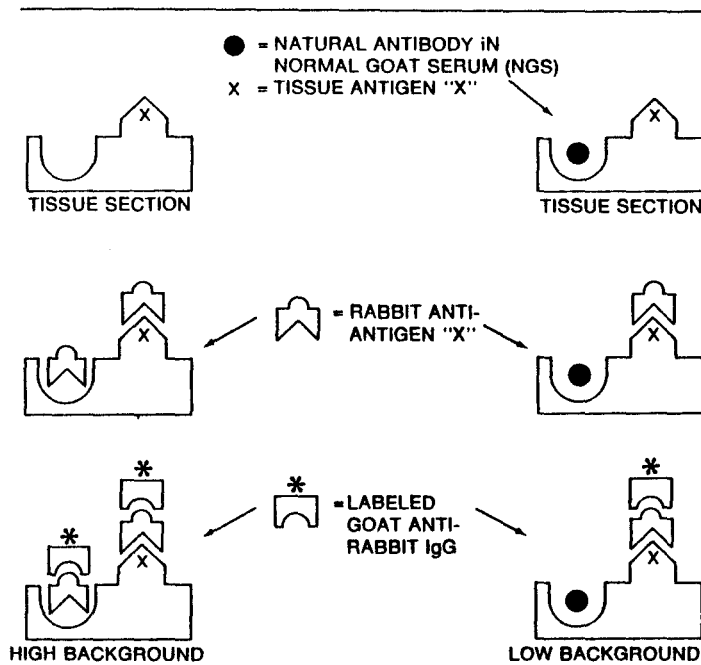 ● = NATURAL ANTIBODY iN
NORMAL GOAT SERUM (NGS)
X = TISSUE ANTIGEN "X"
X
X
TISSUE SECTION
TISSUE SECTION
= RABBIT ANTI-
ANTIGEN "X"
X
X
*
*
*
*
*
= LABELED
GOAT ANTI-
RABBIT IgG
X
X
HIGH BACKGROUND
LOW BACKGROUND